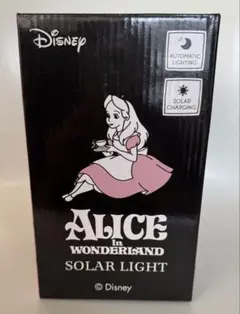 Disney
AUTOMATIC
LIGHTING
SOLAR
CHARGING
ALICE
in
WONDERLAND
SOLAR LIGHT
© Disney